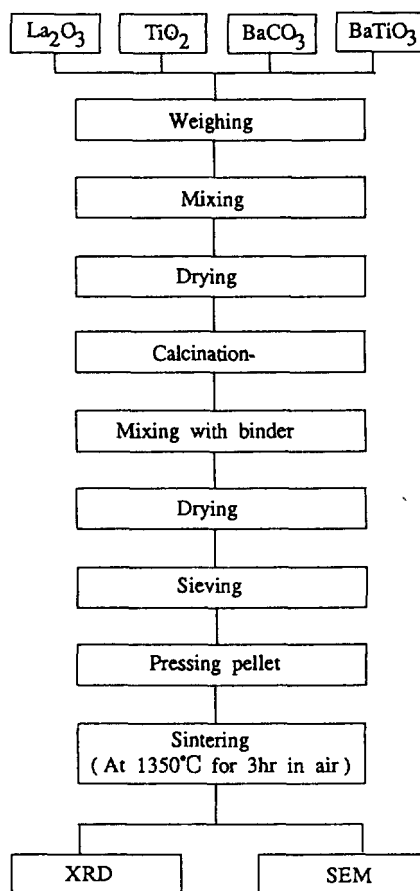 La₂O₃ TiO₂ BaCO₃ BaTiO₃
Weighing
Mixing
Drying
Calcination-
Mixing with binder
Drying
Sieving
Pressing pellet
Sintering
( At 1350℃ for 3hr in air )
XRD SEM